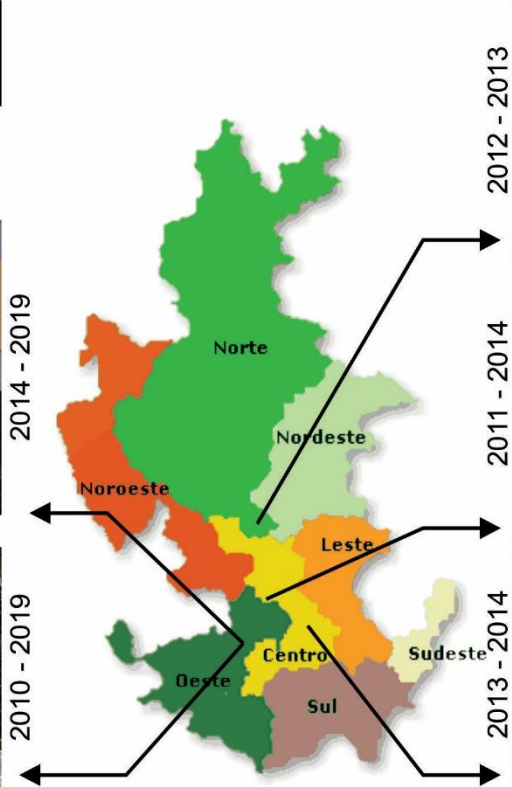 2012 - 2013
2014 - 2019
Norte
2011 - 2014
Nordeste
Noroeste
Leste
2010 - 2019
2013 - 2014
Centro
Sudeste
Oeste
Sul